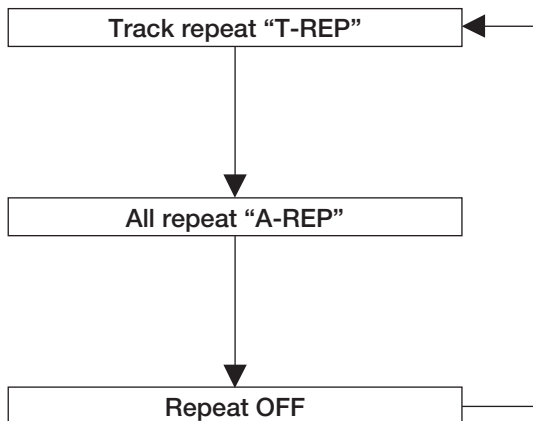 Track repeat “T-REP”
All repeat “A-REP”
Repeat OFF